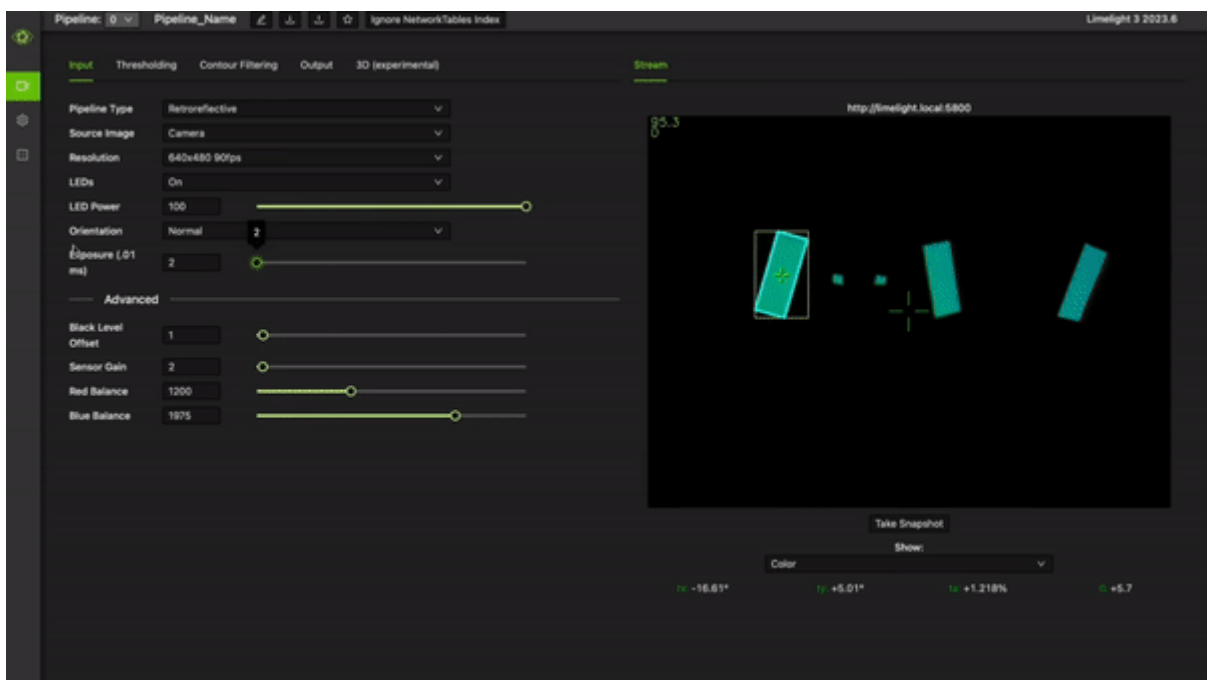 Pipeline: 0 Pipeline_Name Ignore NetworkTables Index Limelight 3 2023.6
Input Thresholding Contour Filtering Output 3D (experimental)
Pipeline Type Retroreflective
Source Image Camera
Resolution 640x480 90fps
LEDs On
LED Power 100
Orientation Normal
2
Exposure (.01
ms) 2
Advanced
Black Level
Offset 1
Sensor Gain 2
Red Balance 1200
Blue Balance 1975
Stream
http://limelight.local:5800
95.3
0
Take Snapshot
Show:
Color
tx: -16.61° ty: +5.01° ta: +1.218% +5.7